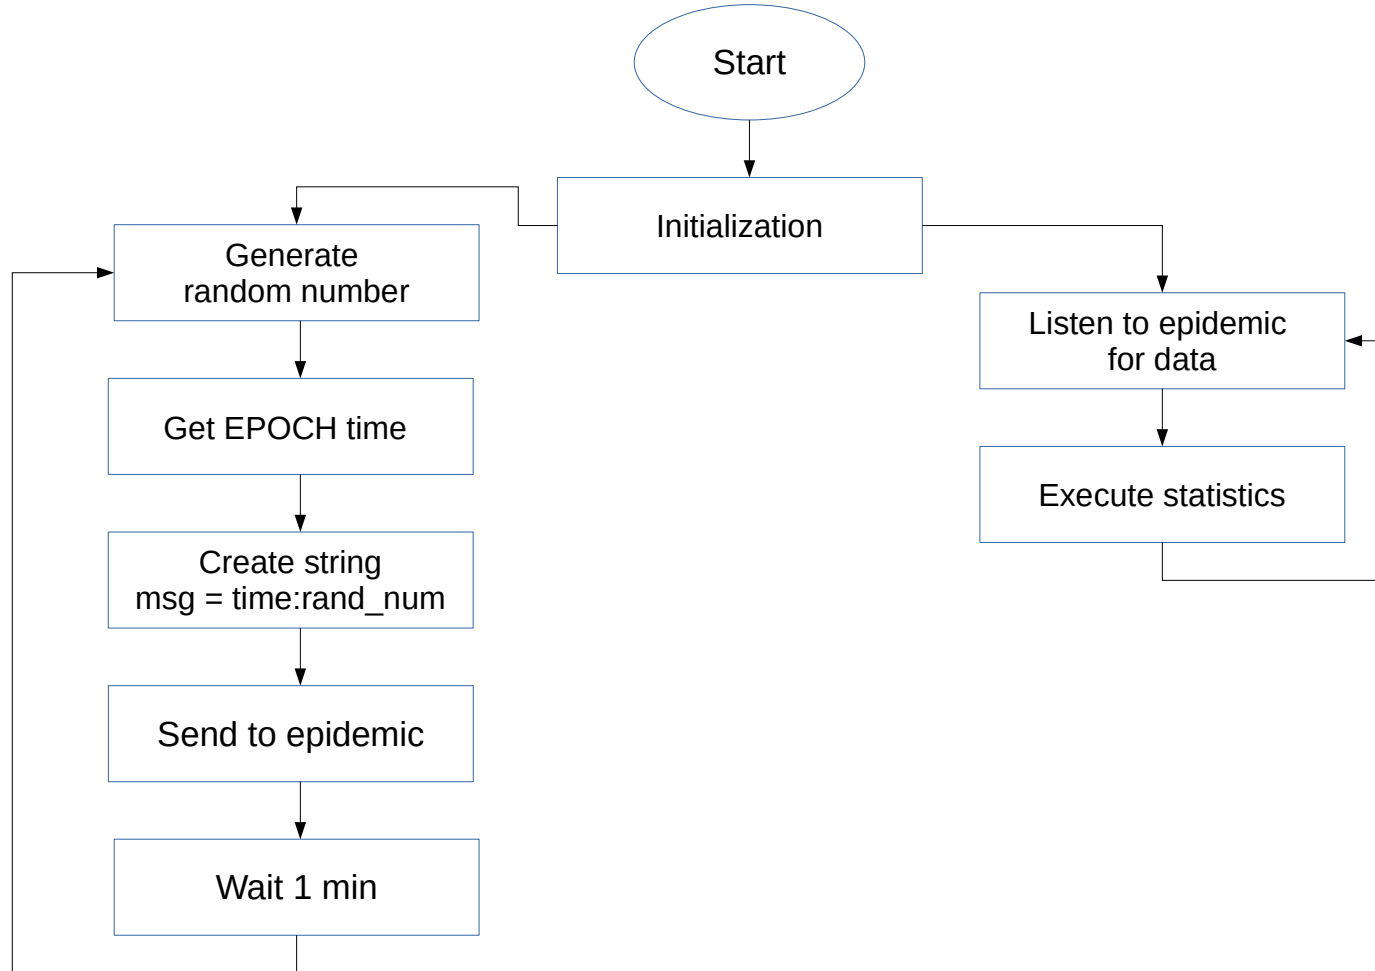 Start
Initialization
Generate
random number
Get EPOCH time
Create string
msg = time:rand_num
Send to epidemic
Wait 1 min
Listen to epidemic
for data
Execute statistics